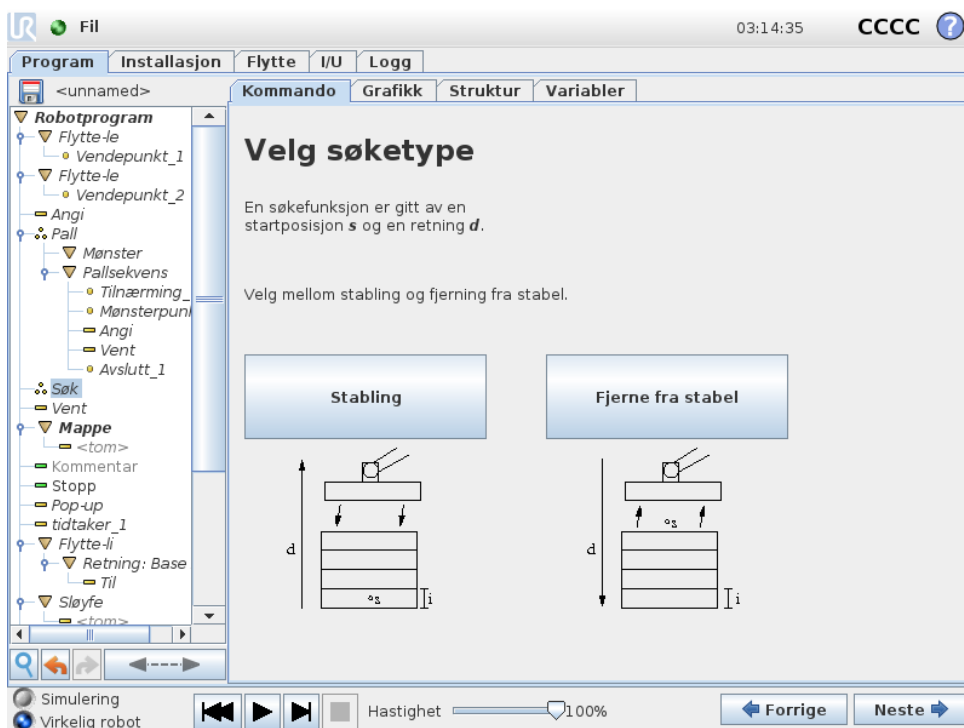 UR Fil 03:14:35 CCCC ?
Program Installasjon Flytte I/U Logg
<unnamed>
Kommando Grafikk Struktur Variabler
Robotprogram
Flytte-le
Vendepunkt_1
Flytte-le
Vendepunkt_2
Angi
Pall
Mønster
Pallsekvens
Tilnærming_
Mønsterpun
Angi
Vent
Avslutt_1
Søk
Vent
Mappe
<tom>
Kommentar
Stopp
Pop-up
tidtaker_1
Flytte-li
Retning: Base
Til
Sløyfe
<tom>
Velg søketype
En søkefunksjon er gitt av en
startposisjon s og en retning d.
Velg mellom stabling og fjerning fra stabel.
Stabling
Fjerne fra stabel
d
s
i
d
s
i
Simulering
Virkelig robot
Hastighet 100%
Forrige Neste